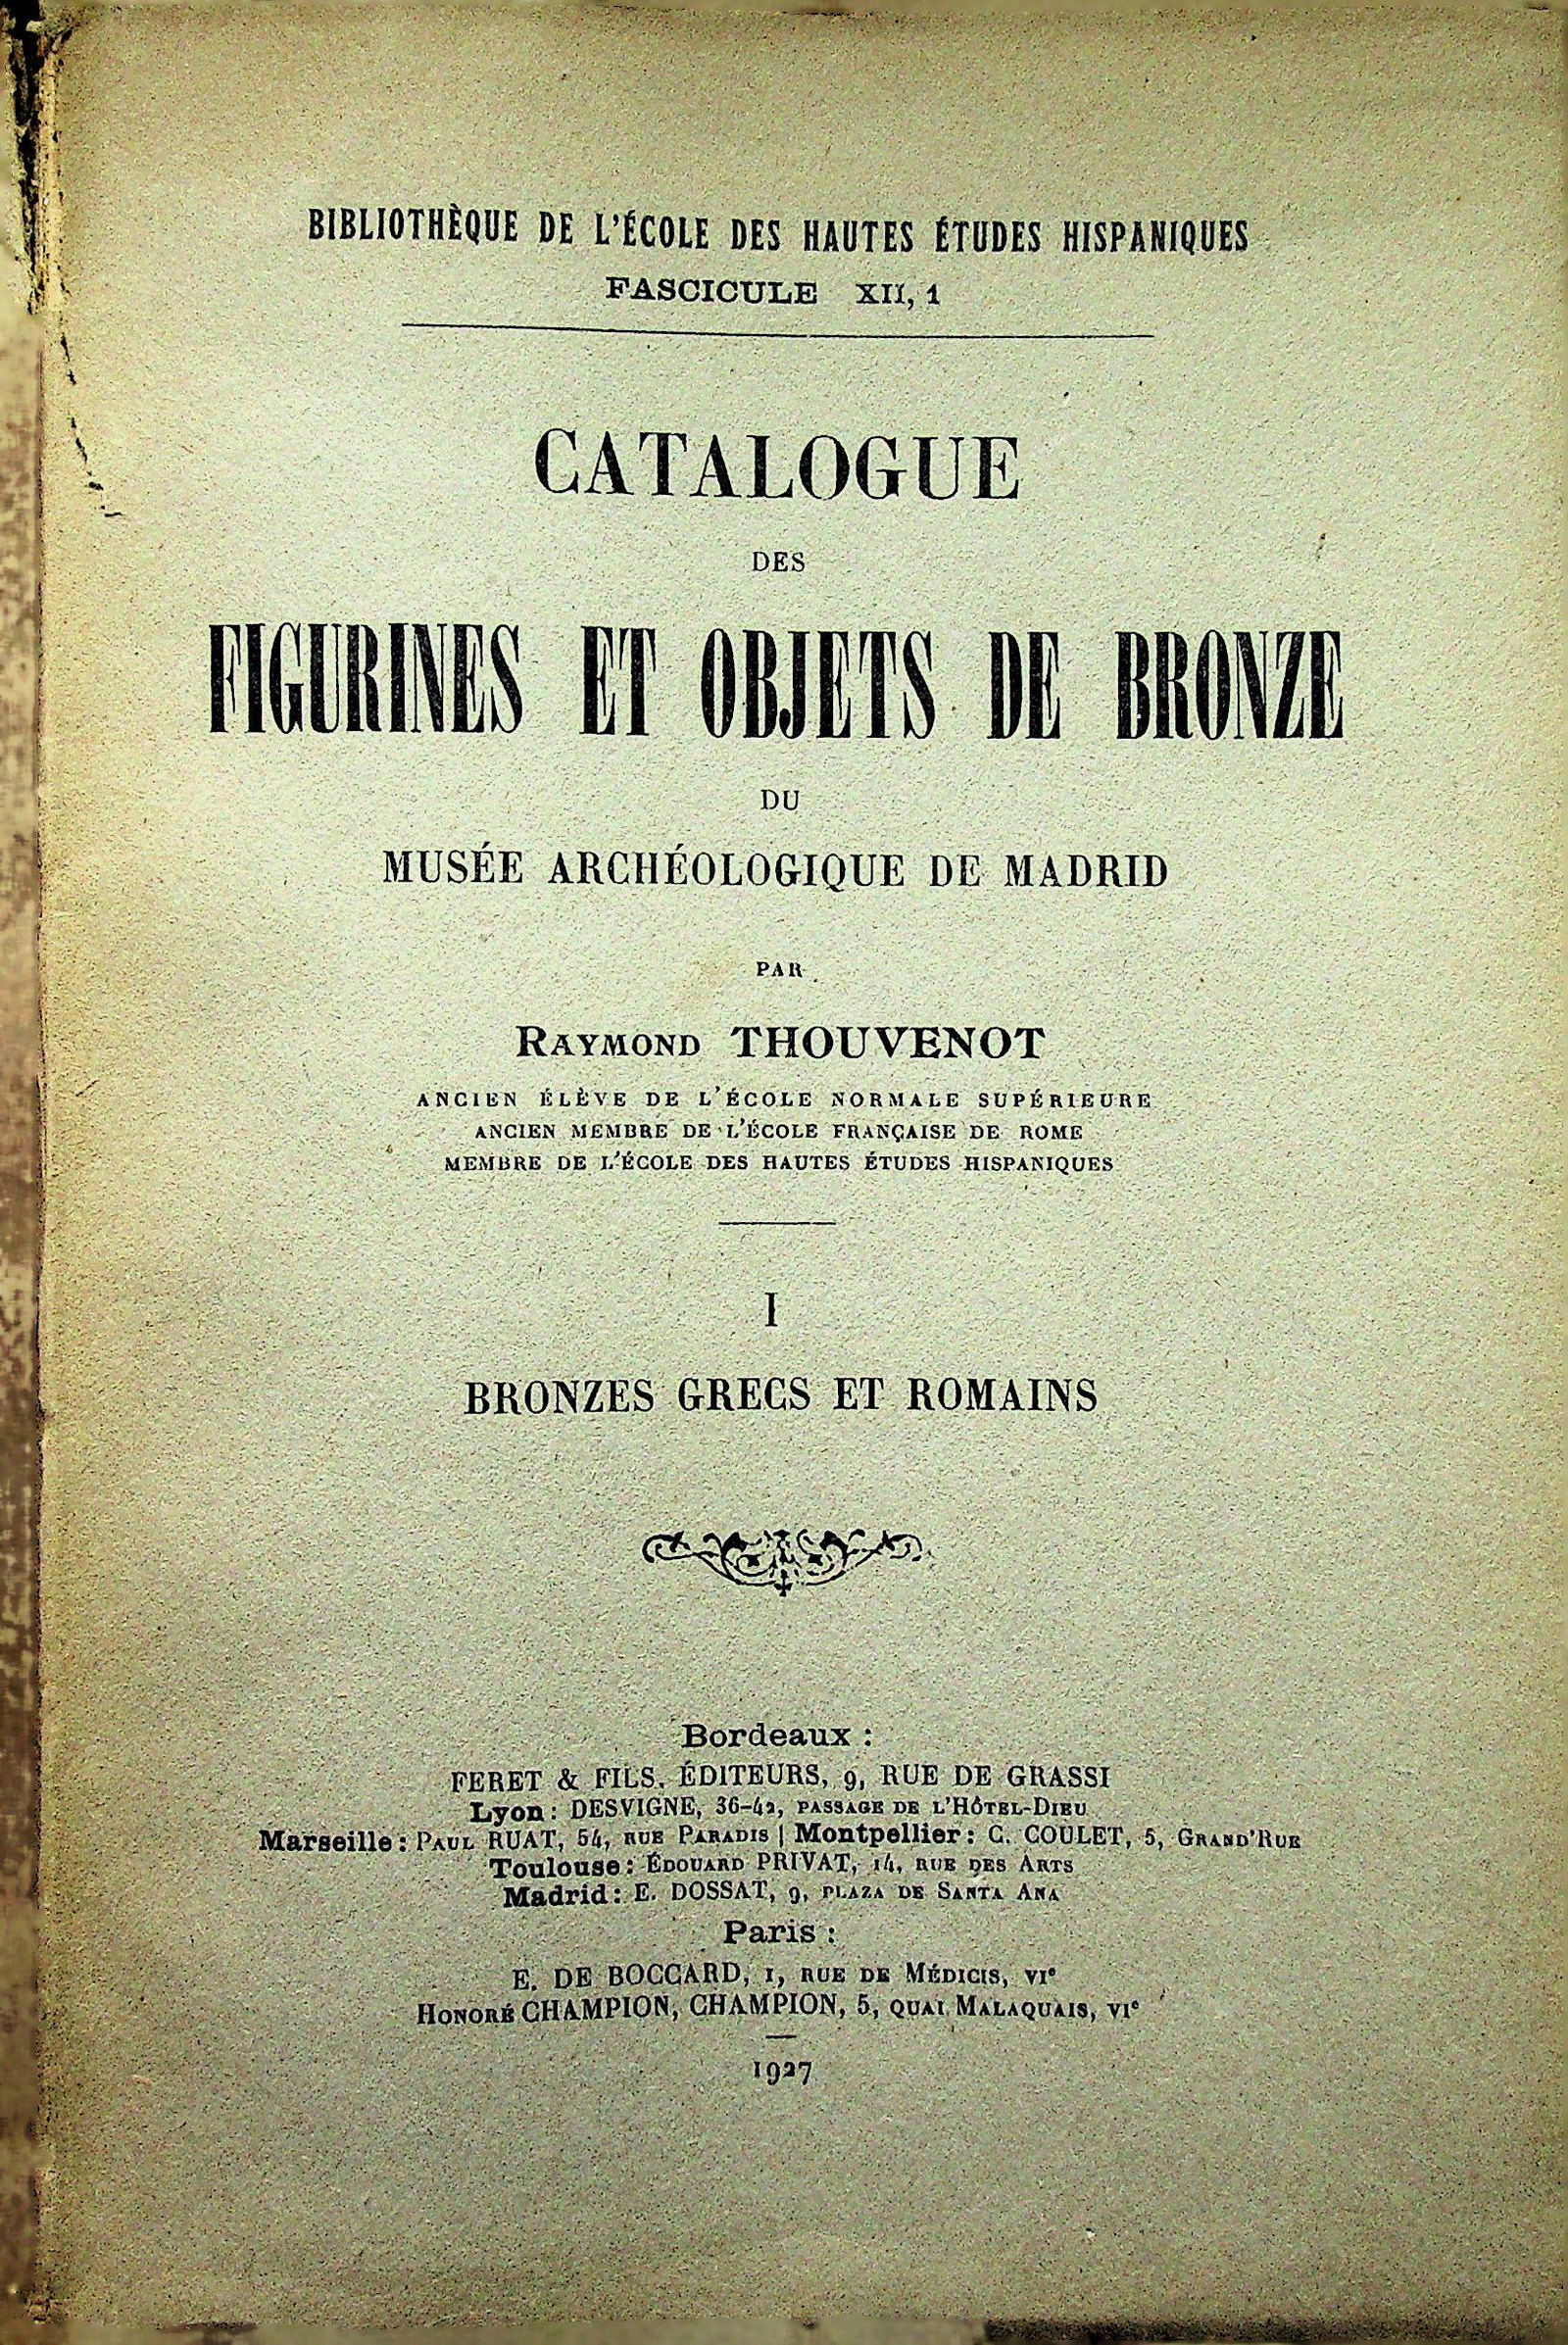 BIBLIOTHÈQUE DE L'ÉCOLE DES HAUTES ÉTUDES HISPANIQUES
FASCICULE XII, 1
CATALOGUE
DES
FIGURINES ET OBJETS DE BRONZE
DU
MUSÉE ARCHÉOLOGIQUE DE MADRID
PAR
RAYMOND THOUVENOT
ANCIEN ÉLÈVE DE L'ÉCOLE NORMALE SUPÉRIEURE
ANCIEN MEMBRE DE L'ÉCOLE FRANÇAISE DE ROME
MEMBRE DE L'ÉCOLE DES HAUTES ÉTUDES HISPANIQUES
I
BRONZES GRECS ET ROMAINS
Bordeaux :
FERET & FILS, ÉDITEURS, 9, RUE DE GRASSI
Lyon : DESVIGNE, 36-42, PASSAGE DE L'HÔTEL-DIEU
Marseille : PAUL RUAT, 54, RUE PARADIS | Montpellier : C. COULET, 5, GRAND'RUE
Toulouse : ÉDOUARD PRIVAT, 14, RUE DES ARTS
Madrid : E. DOSSAT, 9, PLAZA DE SANTA ANA
Paris :
E. DE BOCCARD, 1, RUE DE MÉDICIS, VIe
HONORÉ CHAMPION, CHAMPION, 5, QUAI MALAQUAIS, VIe
1927